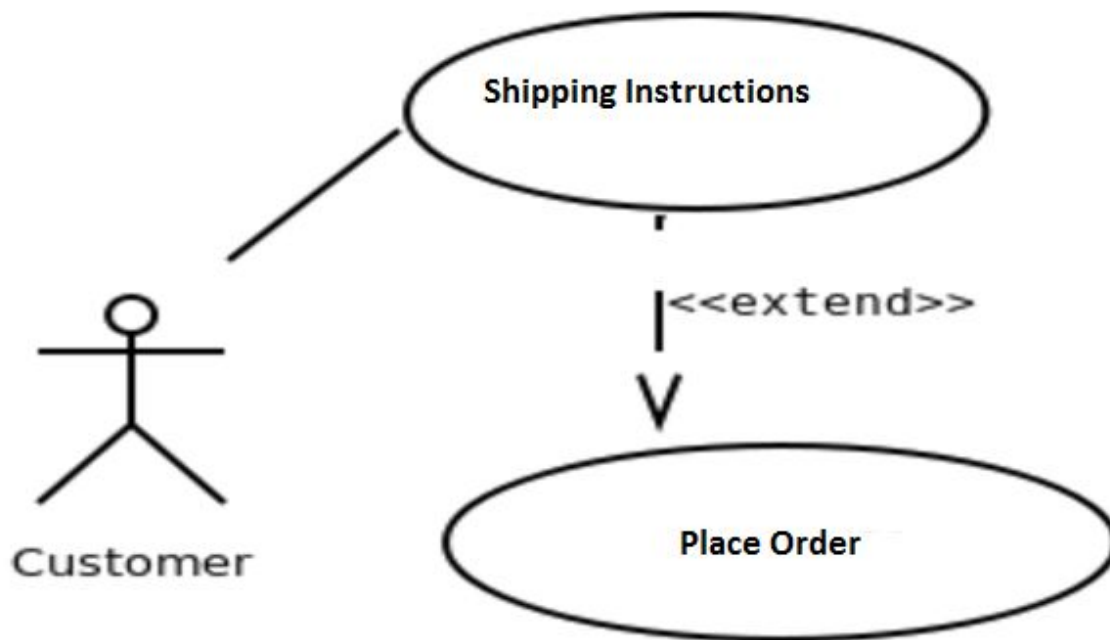 Shipping Instructions
<<extend>>
Place Order
Customer